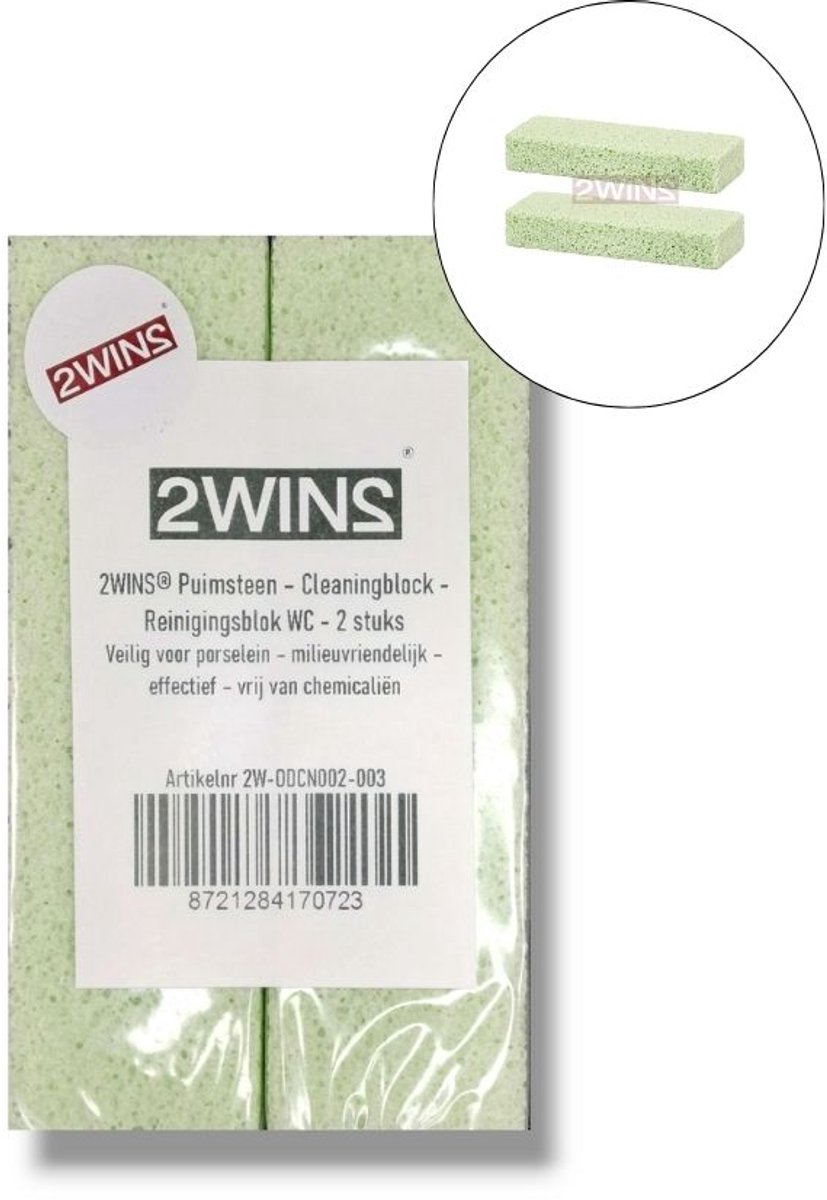 2WINS
2WINS
®
2WINS
®
2WINS® Puimsteen – Cleaningblock -
Reinigingsblok WC - 2 stuks
Veilig voor porselein – milieuvriendelijk –
effectief – vrij van chemicaliën
Artikelnr 2W-ODCN002-003
8721284170723